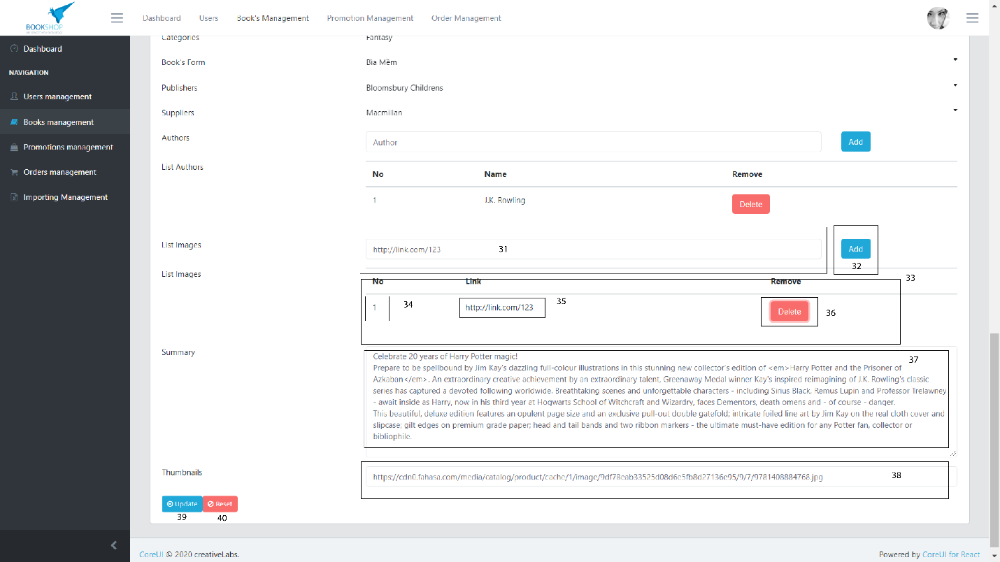 BOOKSHOP
Dashboard
Users
Book's Management
Promotion Management
Order Management
Dashboard
NAVIGATION
Users management
Books management
Promotions management
Orders management
Importing Management
Categories
Fantasy
Book's Form
Bìa Mềm
Publishers
Bloomsbury Childrens
Suppliers
Macmillan
Authors
Author
Add
List Authors
No
Name
Remove
1
J.K. Rowling
Delete
List Images
http://link.com/123
31
Add
32
List Images
33
No
Link
Remove
1
34
http://link.com/123
35
Delete
36
Summary
Celebrate 20 years of Harry Potter magic!
37
Prepare to be spellbound by Jim Kay's dazzling full-colour illustrations in this stunning new collector's edition of <em>Harry Potter and the Prisoner of
Azkaban</em>. An extraordinary creative achievement by an extraordinary talent, Greenaway Medal winner Kay's inspired reimagining of J.K. Rowling's classic
series has captured a devoted following worldwide. Breathtaking scenes and unforgettable characters - including Sirius Black, Remus Lupin and Professor Trelawney
- await inside as Harry, now in his third year at Hogwarts School of Witchcraft and Wizardry, faces Dementors, death omens and - of course - danger.
This beautiful, deluxe edition features an opulent page size and an exclusive pull-out double gatefold; intricate foiled line art by Jim Kay on the real cloth cover and
slipcase; gilt edges on premium grade paper; head and tail bands and two ribbon markers - the ultimate must-have edition for any Potter fan, collector or
bibliophile.
Thumbnails
https://cdn0.fahasa.com/media/catalog/product/cache/1/image/9df78eab33525d08d6e5fb8d27136e95/9/7/9781408884768.jpg
38
Update
Reset
39
40
CoreUI © 2020 creativeLabs.
Powered by CoreUI for React